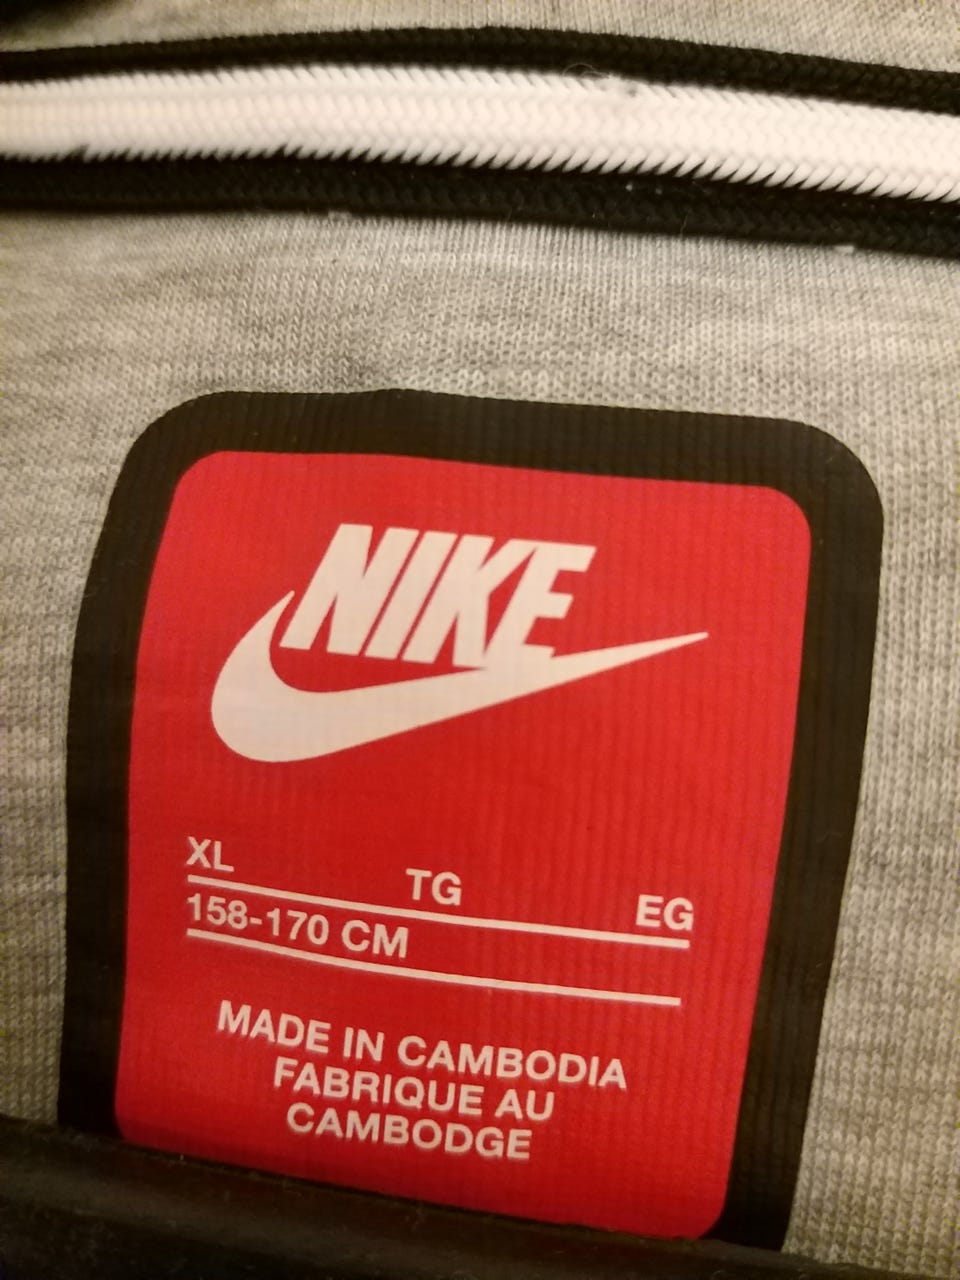 NIKE
XL TG EG
158-170 CM
MADE IN CAMBODIA
FABRIQUE AU
CAMBODGE